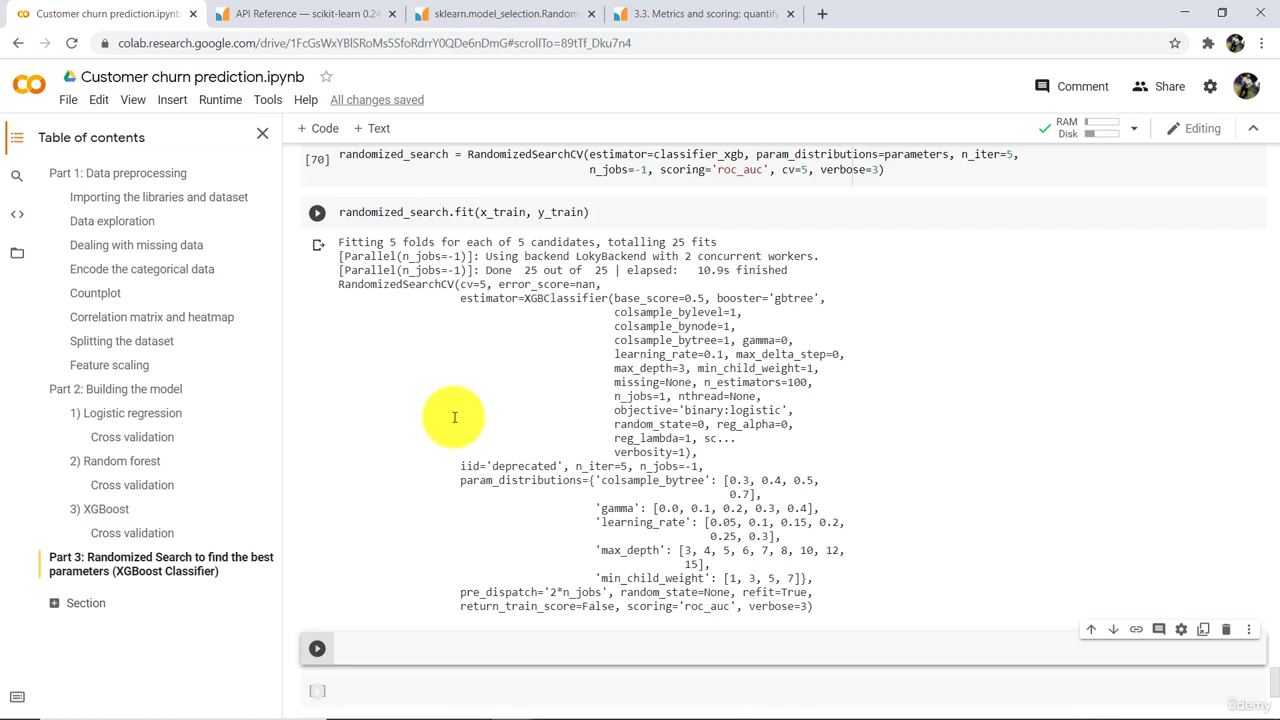 Customer churn prediction.ipynb
API Reference — scikit-learn 0.24
sklearn.model_selection.Random
3.3. Metrics and scoring: quantify
colab.research.google.com/drive/1FcGsWxYBlSRoMs5SfoRdrrY0QDe6nDmG#scrollTo=89tTf_Dku7n4
Customer churn prediction.ipynb
File Edit View Insert Runtime Tools Help All changes saved
Comment Share
Table of contents
+ Code + Text
RAM
Disk
Editing
Part 1: Data preprocessing
Importing the libraries and dataset
Data exploration
Dealing with missing data
Encode the categorical data
Countplot
Correlation matrix and heatmap
Splitting the dataset
Feature scaling
Part 2: Building the model
1) Logistic regression
Cross validation
2) Random forest
Cross validation
3) XGBoost
Cross validation
Part 3: Randomized Search to find the best
parameters (XGBoost Classifier)
Section
[70] randomized_search = RandomizedSearchCV(estimator=classifier_xgb, param_distributions=parameters, n_iter=5,
n_jobs=-1, scoring='roc_auc', cv=5, verbose=3)
randomized_search.fit(x_train, y_train)
Fitting 5 folds for each of 5 candidates, totalling 25 fits
[Parallel(n_jobs=-1)]: Using backend LokyBackend with 2 concurrent workers.
[Parallel(n_jobs=-1)]: Done 25 out of 25 | elapsed: 10.9s finished
RandomizedSearchCV(cv=5, error_score=nan,
estimator=XGBClassifier(base_score=0.5, booster='gbtree',
colsample_bylevel=1,
colsample_bynode=1,
colsample_bytree=1, gamma=0,
learning_rate=0.1, max_delta_step=0,
max_depth=3, min_child_weight=1,
missing=None, n_estimators=100,
n_jobs=1, nthread=None,
objective='binary:logistic',
random_state=0, reg_alpha=0,
reg_lambda=1, sc...
verbosity=1),
iid='deprecated', n_iter=5, n_jobs=-1,
param_distributions={'colsample_bytree': [0.3, 0.4, 0.5,
0.7],
'gamma': [0.0, 0.1, 0.2, 0.3, 0.4],
'learning_rate': [0.05, 0.1, 0.15, 0.2,
0.25, 0.3],
'max_depth': [3, 4, 5, 6, 7, 8, 10, 12,
15],
'min_child_weight': [1, 3, 5, 7]},
pre_dispatch='2*n_jobs', random_state=None, refit=True,
return_train_score=False, scoring='roc_auc', verbose=3)
[ ]
ûdemy